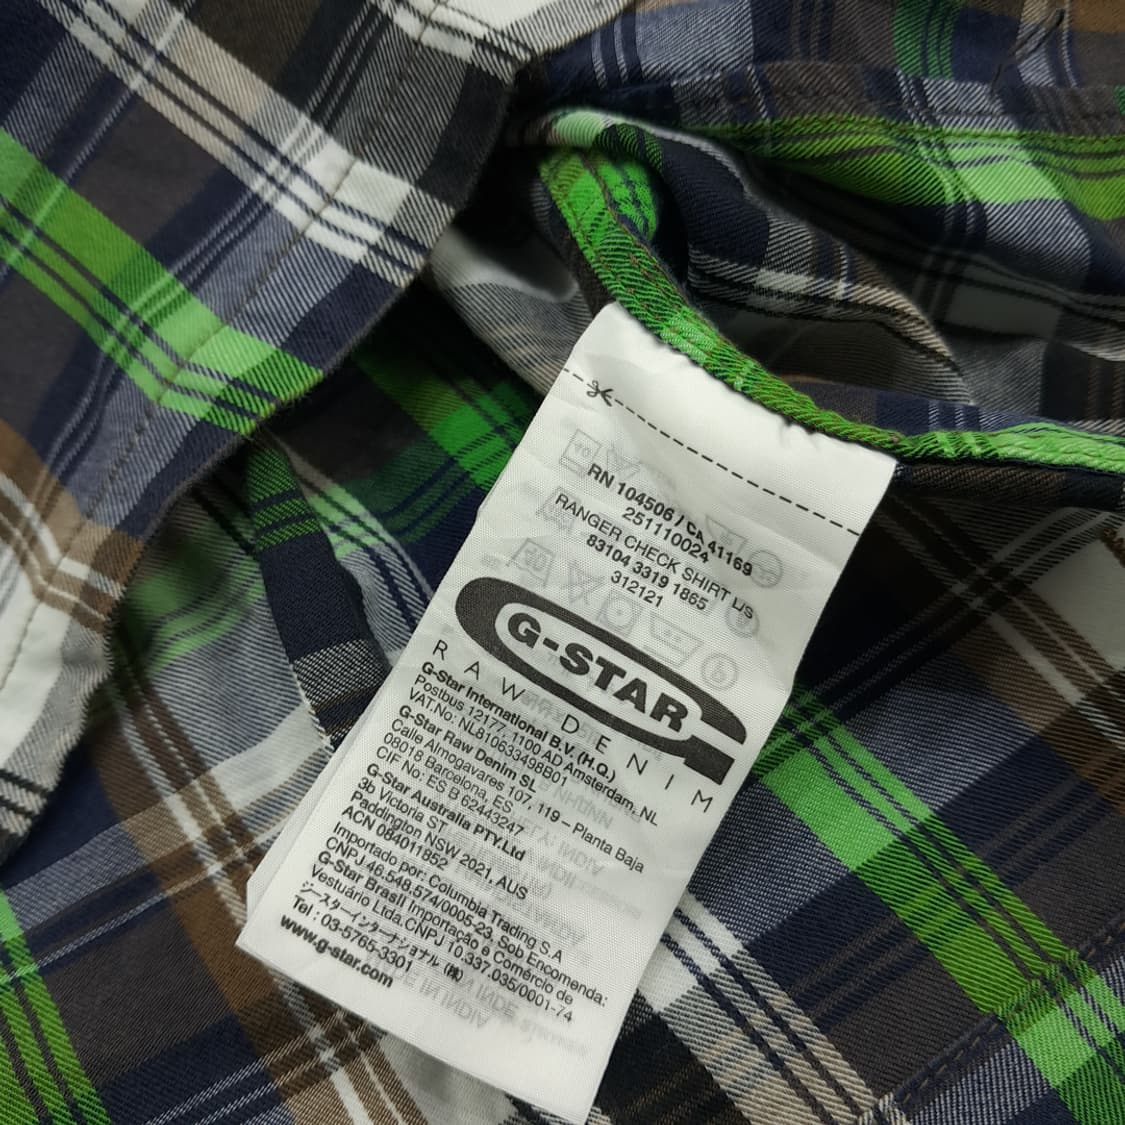 RN 104506 / CA 41169
251110024
RANGER CHECK SHIRT L/S
83104 3319 1865
312121
G-STAR
RAW DENIM
G-Star International B.V. (H.Q.)
Postbus 12177, 1100 AD Amsterdam, NL
VAT.No: NL810633498B01
G-Star Raw Denim SL
Calle Almogavares 107, 119 – Planta Baja
08018 Barcelona, ES
CIF No: ES B 62443247
G-Star Australia PTY.Ltd
3b Victoria ST
Paddington NSW 2021, AUS
ACN 084011852
Importado por: Columbia Trading S.A
CNPJ 46.548.574/0005-23, Sob Encomenda:
G-Star Brasil Importação e Comércio de
Vestuário Ltda.CNPJ 10.337.035/0001-74
ジースターインターナショナル (株)
Tel : 03-5765-3301
www.g-star.com